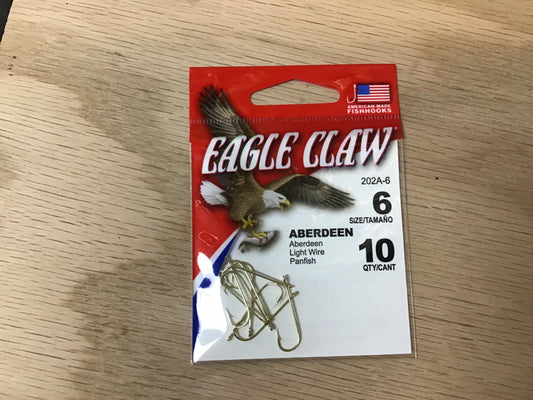 AMERICAN-MADE
FISHHOOKS
EAGLE CLAW
202A-6
6
SIZE/TAMAÑO
ABERDEEN
Aberdeen
Light Wire
Panfish
10
QTY/CANT